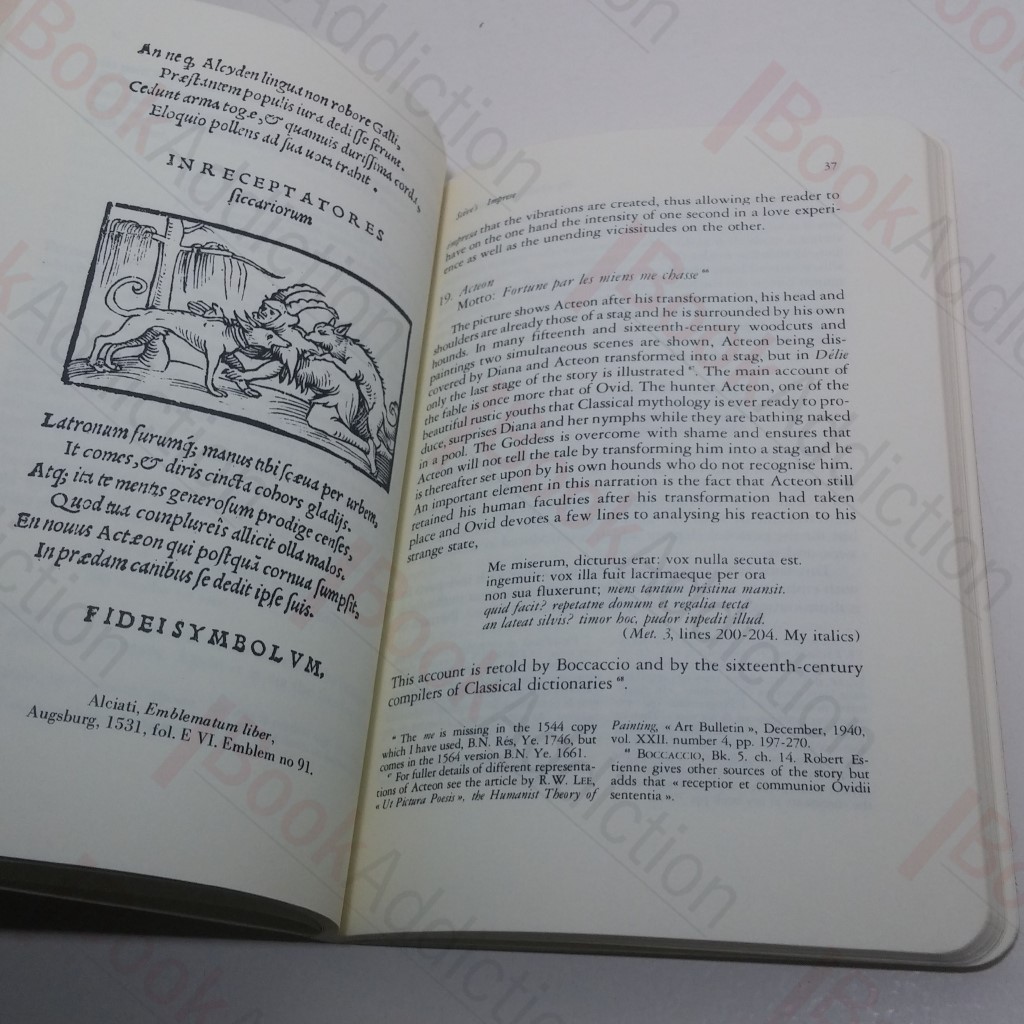 An neq; Alcyden lingua non robore Galli,
Præstantem populis iura dedisse ferunt.
Cedunt arma togæ, & quamuis durissima corda,
Eloquio pollens ad sua uota trahit.
IN RECEPTATORES
siccariorum
Latronum furumq; manus tibi scæua per urbem,
It comes, & diris cincta cohors gladijs.
Atq; ita te mentis generosum prodige censes,
Quod tua complureis allicit olla malos.
En nouus Actæon qui postquã cornua sumpsit,
In prædam canibus se dedit ipse suis.
FIDEI SYMBOLVM,
Alciati, Emblematum liber,
Augsburg, 1531, fol. E VI. Emblem no 91.
37
Scève's Imprese
impresa that the vibrations are created, thus allowing the reader to
have on the one hand the intensity of one second in a love experi-
ence as well as the unending vicissitudes on the other.
19. Acteon
Motto: Fortune par les miens me chasse
The picture shows Acteon after his transformation, his head and
shoulders are already those of a stag and he is surrounded by his own
hounds. In many fifteenth and sixteenth-century woodcuts and
paintings two simultaneous scenes are shown, Acteon being dis-
covered by Diana and Acteon transformed into a stag, but in Délie
only the last stage of the story is illustrated. The main account of
the fable is once more that of Ovid. The hunter Acteon, one of the
beautiful rustic youths that Classical mythology is ever ready to pro-
duce, surprises Diana and her nymphs while they are bathing naked
in a pool. The Goddess is overcome with shame and ensures that
Acteon will not tell the tale by transforming him into a stag and he
is thereafter set upon by his own hounds who do not recognise him.
An important element in this narration is the fact that Acteon still
retained his human faculties after his transformation had taken
place and Ovid devotes a few lines to analysing his reaction to his
strange state,
Me miserum, dicturus erat: vox nulla secuta est.
ingemuit: vox illa fuit lacrimaeque per ora
non sua fluxerunt; mens tantum pristina mansit.
quid facit? repetatne domum et regalia tecta
an lateat silvis? timor hoc, pudor inpedit illud.
(Met. 3, lines 200-204. My italics)
This account is retold by Boccaccio and by the sixteenth-century
compilers of Classical dictionaries 68.
The me is missing in the 1544 copy
which I have used, B.N. Rés, Ye. 1746, but
comes in the 1564 version B.N. Ye. 1661.
For fuller details of different representa-
tions of Acteon see the article by R.W. LEE,
« Ut Pictura Poesis », the Humanist Theory of
Painting, « Art Bulletin », December, 1940,
vol. XXII. number 4, pp. 197-270.
BOCCACCIO, Bk. 5. ch. 14. Robert Es-
tienne gives other sources of the story but
adds that « receptior et communior Ovidii
sententia ».
Book Addiction